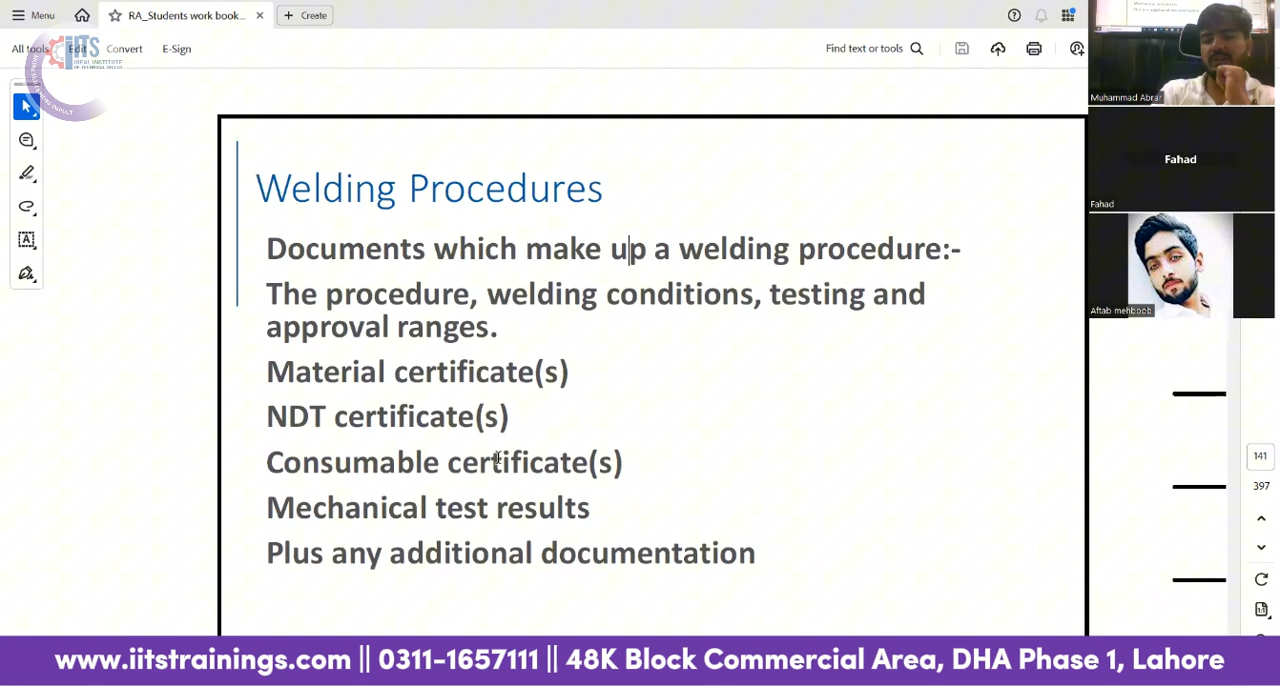 Menu
RA_Students work book...
Create
All tools
Edit
Convert
E-Sign
Find text or tools
iiTS
IDEAL INSTITUTE
Muhammad Abrar
Fahad
Fahad
Aftab mehboob
Welding Procedures
Documents which make up a welding procedure:-
The procedure, welding conditions, testing and
approval ranges.
Material certificate(s)
NDT certificate(s)
Consumable certificate(s)
Mechanical test results
Plus any additional documentation
141
397
www.iitstrainings.com || 0311-1657111 || 48K Block Commercial Area, DHA Phase 1, Lahore